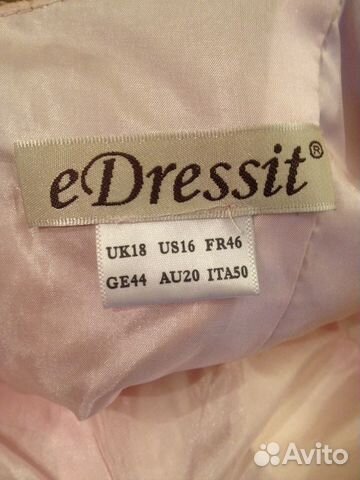 eDressit®
UK18 US16 FR46
GE44 AU20 ITA50
Avito